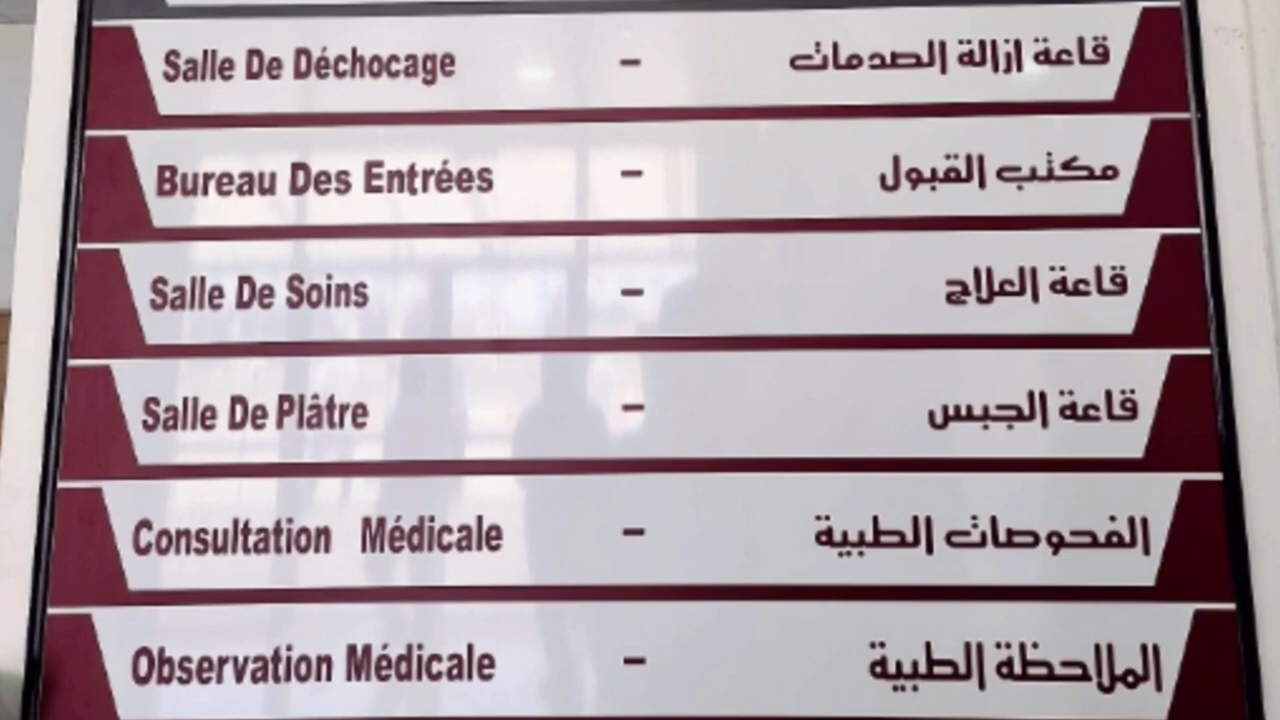 Salle De Déchocage - قاعة ازالة الصدمات
Bureau Des Entrées - مكتب القبول
Salle De Soins - قاعة العلاج
Salle De Plâtre - قاعة الجبس
Consultation Médicale - الفحوصات الطبية
Observation Médicale - الملاحظة الطبية